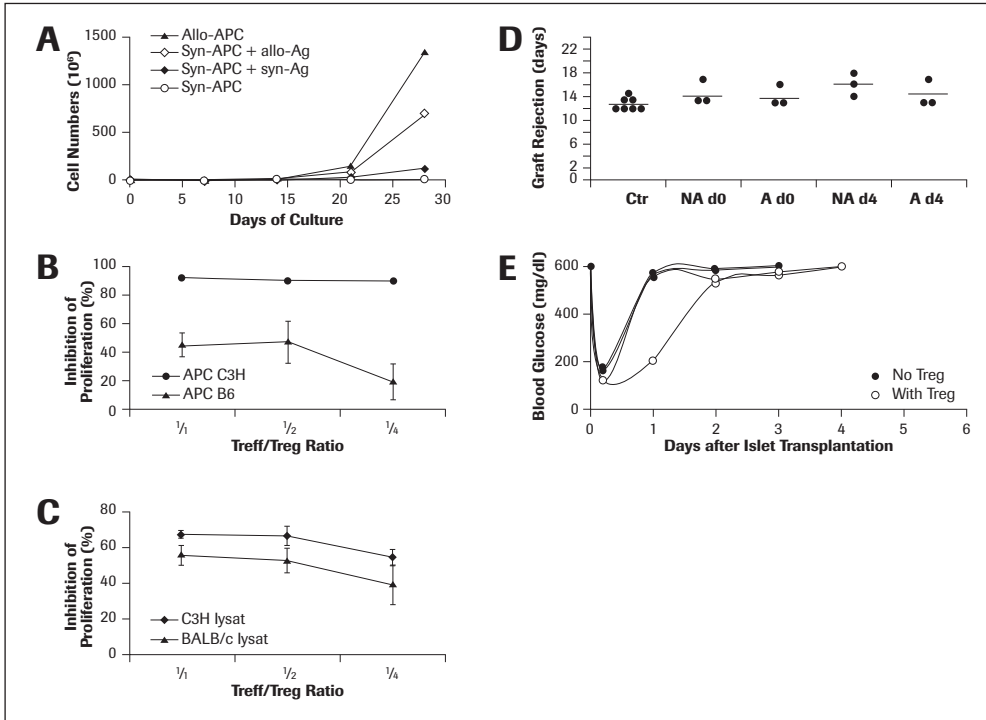 A
Cell Numbers (10⁶)
1500
1000
500
0
Allo-APC
Syn-APC + allo-Ag
Syn-APC + syn-Ag
Syn-APC
0 5 10 15 20 25 30
Days of Culture
B
Inhibition of
Proliferation (%)
100
80
60
40
20
0
APC C3H
APC B6
1/1 1/2 1/4
Treff/Treg Ratio
C
Inhibition of
Proliferation (%)
80
60
40
20
0
C3H lysat
BALB/c lysat
1/1 1/2 1/4
Treff/Treg Ratio
D
Graft Rejection (days)
22
18
14
10
6
2
0
Ctr NA d0 A d0 NA d4 A d4
E
Blood Glucose (mg/dl)
600
400
200
0
No Treg
With Treg
0 1 2 3 4 5 6
Days after Islet Transplantation